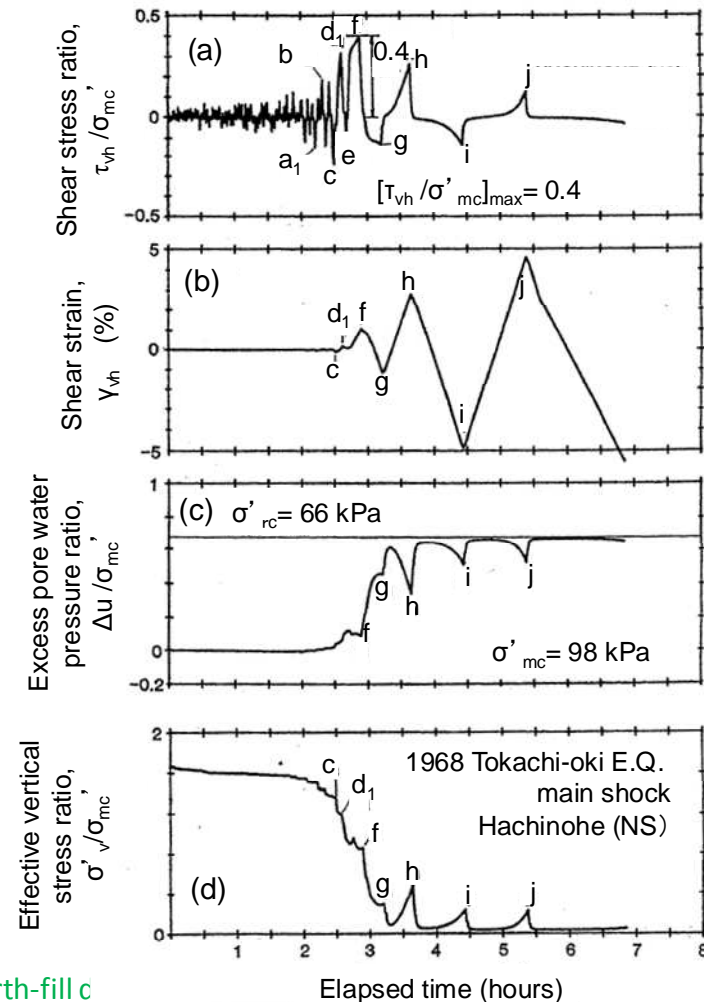 0.5
(a)
d1 f
0.4
b
h
j
0
a1
e
g
c
i
[τvh /σ' mc]max= 0.4
-0.5
Shear stress ratio,
τvh /σmc'
5
(b)
h
j
d1 f
0
c
g
i
-5
Shear strain,
γvh (%)
1
(c) σ' rc= 66 kPa
g
h
i
j
f
0
σ' mc= 98 kPa
-0.2
Excess pore water
pressure ratio,
Δu /σmc'
2
c
d1
f
1968 Tokachi-oki E.Q.
main shock
Hachinohe (NS)
g
h
i
j
(d)
0
Effective vertical
stress ratio,
σ' v/σmc'
1 2 3 4 5 6 7 8
Elapsed time (hours)
rth-fill